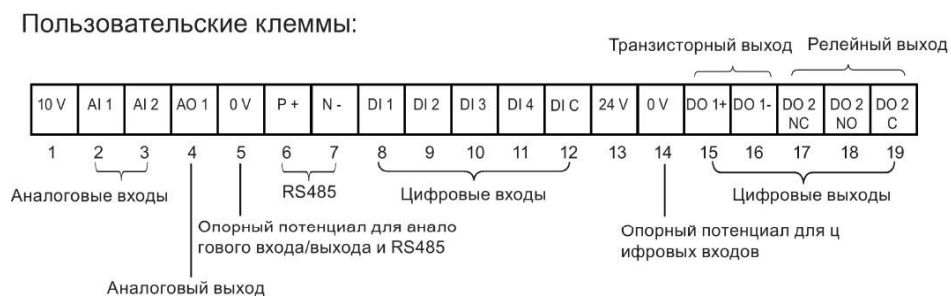 Пользовательские клеммы:
Транзисторный выход Релейный выход
10 V AI 1 AI 2 AO 1 0 V P + N - DI 1 DI 2 DI 3 DI 4 DI C 24 V 0 V DO 1+ DO 1- DO 2 NC DO 2 NO DO 2 C
1 2 3 4 5 6 7 8 9 10 11 12 13 14 15 16 17 18 19
Аналоговые входы RS485 Цифровые входы Цифровые выходы
Опорный потенциал для анало
гового входа/выхода и RS485
Опорный потенциал для ц
ифровых входов
Аналоговый выход